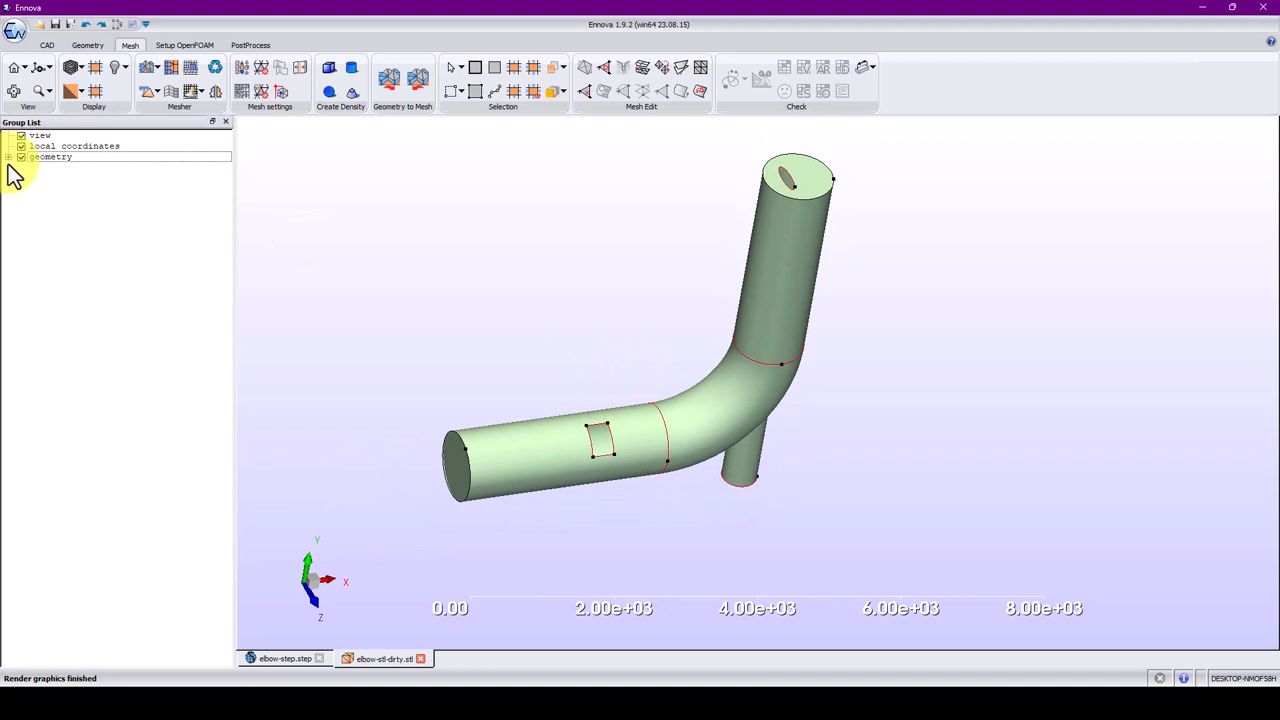 Ennova
Ennova 1.9.2 (win64 23.08.15)
CAD Geometry Mesh Setup OpenFOAM PostProcess
View Display Mesher Mesh settings Create Density Geometry to Mesh Selection Mesh Edit Check
Group List
view
local coordinates
geometry
Y
X
Z
0.00 2.00e+03 4.00e+03 6.00e+03 8.00e+03
elbow-step.step elbow-stl-dirty.stl
Render graphics finished
DESKTOP-NMOF58H